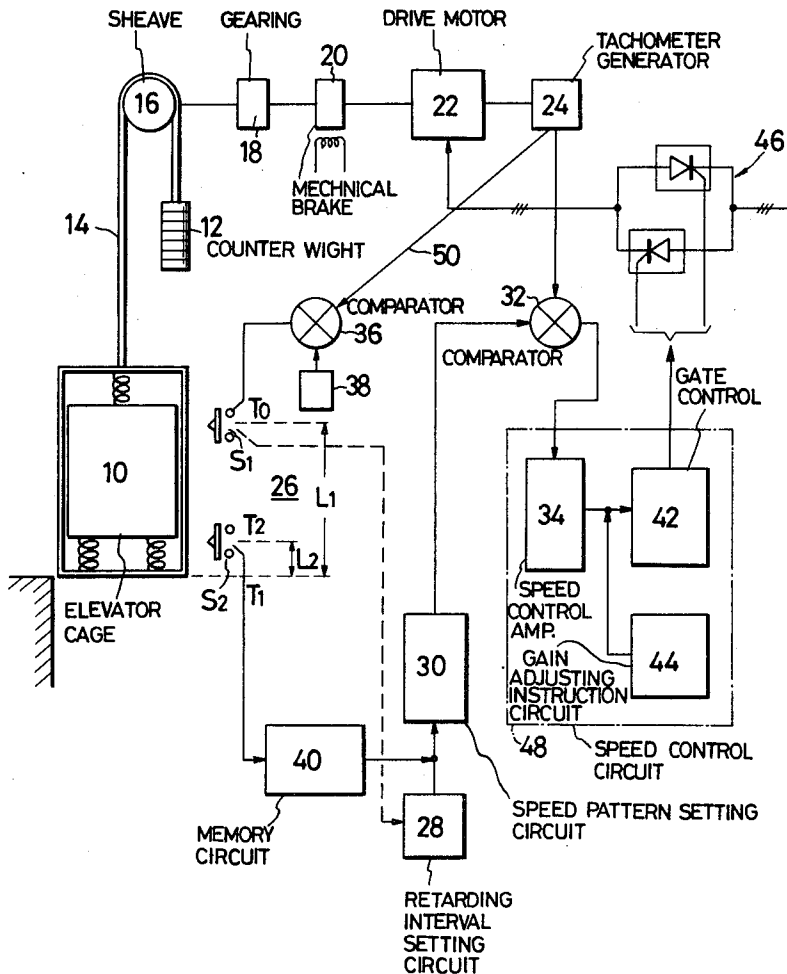 SHEAVE
GEARING
DRIVE MOTOR
TACHOMETER
GENERATOR
20
16
22
24
18
46
MECHNICAL
BRAKE
14
12
COUNTER WIGHT
50
COMPARATOR
32
36
COMPARATOR
38
GATE
CONTROL
T0
10
S1
26
L1
34
42
T2
L2
S2
T1
ELEVATOR
CAGE
SPEED
CONTROL
AMP.
30
44
GAIN
ADJUSTING
INSTRUCTION
CIRCUIT
48
SPEED CONTROL
CIRCUIT
40
28
SPEED PATTERN SETTING
CIRCUIT
MEMORY
CIRCUIT
RETARDING
INTERVAL
SETTING
CIRCUIT